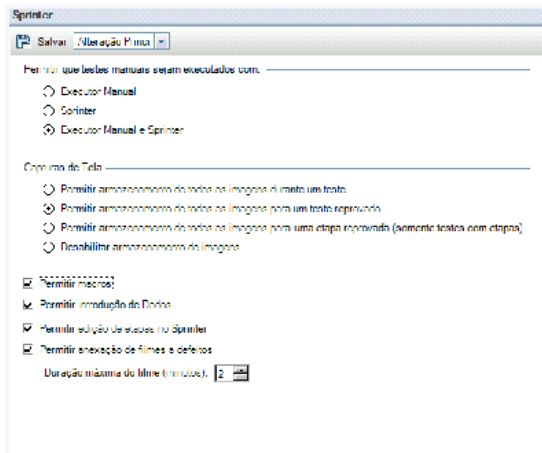 Sprinter
Salvar Alteração Princi
Permitir que testes manuais sejam executados com:
Executor Manual
Sprinter
Executor Manual e Sprinter
Capturas de Tela
Permitir armazenamento de todas as imagens durante um teste
Permitir armazenamento de todas as imagens para um teste reprovado
Permitir armazenamento de todas as imagens para uma etapa reprovada (somente testes com etapas)
Desabilitar armazenamento de imagens
Permitir macros
Permitir Introdução de Dados
Permitir edição de etapas no Sprinter
Permitir anexação de filmes a defeitos
Duração máxima do filme (minutos): 2